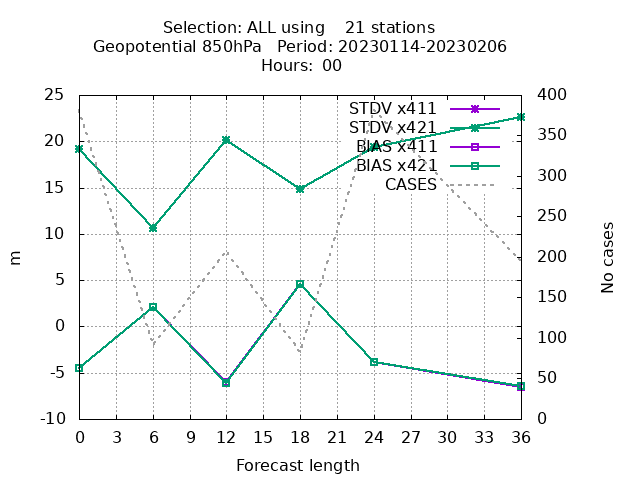 Selection: ALL using    21 stations
Geopotential 850hPa   Period: 20230114-20230206
Hours: 00
STDV x411
STDV x421
BIAS x411
BIAS x421
CASES
25
20
15
10
5
0
-5
-10
m
400
350
300
250
200
150
100
50
0
No cases
0 3 6 9 12 15 18 21 24 27 30 33 36
Forecast length